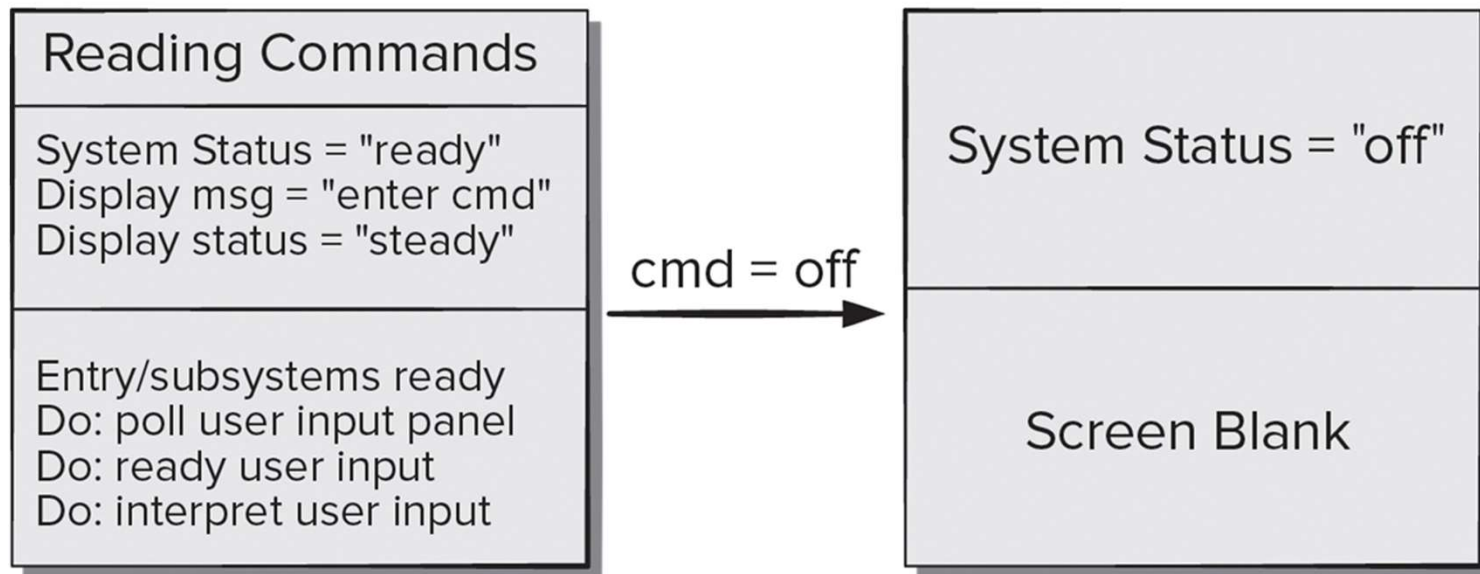 Reading Commands
System Status = "ready"
Display msg = "enter cmd"
Display status = "steady"
Entry/subsystems ready
Do: poll user input panel
Do: ready user input
Do: interpret user input
cmd = off
System Status = "off"
Screen Blank